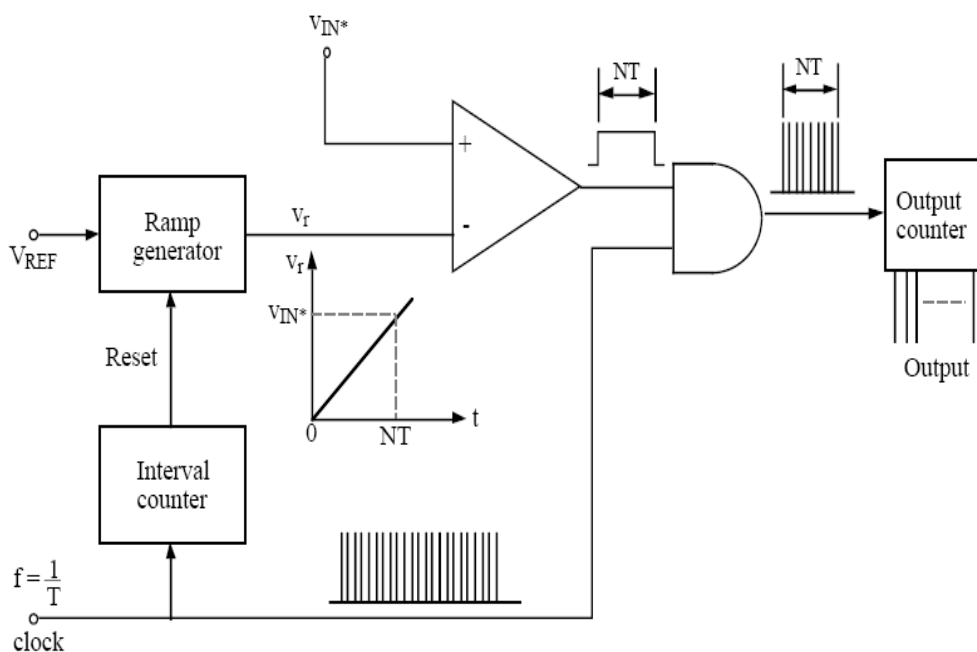 vIN*
NT
NT
+
-
Ramp
generator
VREF
vr
Output
counter
vr
vIN*
Reset
0
NT
t
Output
Interval
counter
f = 1/T
clock